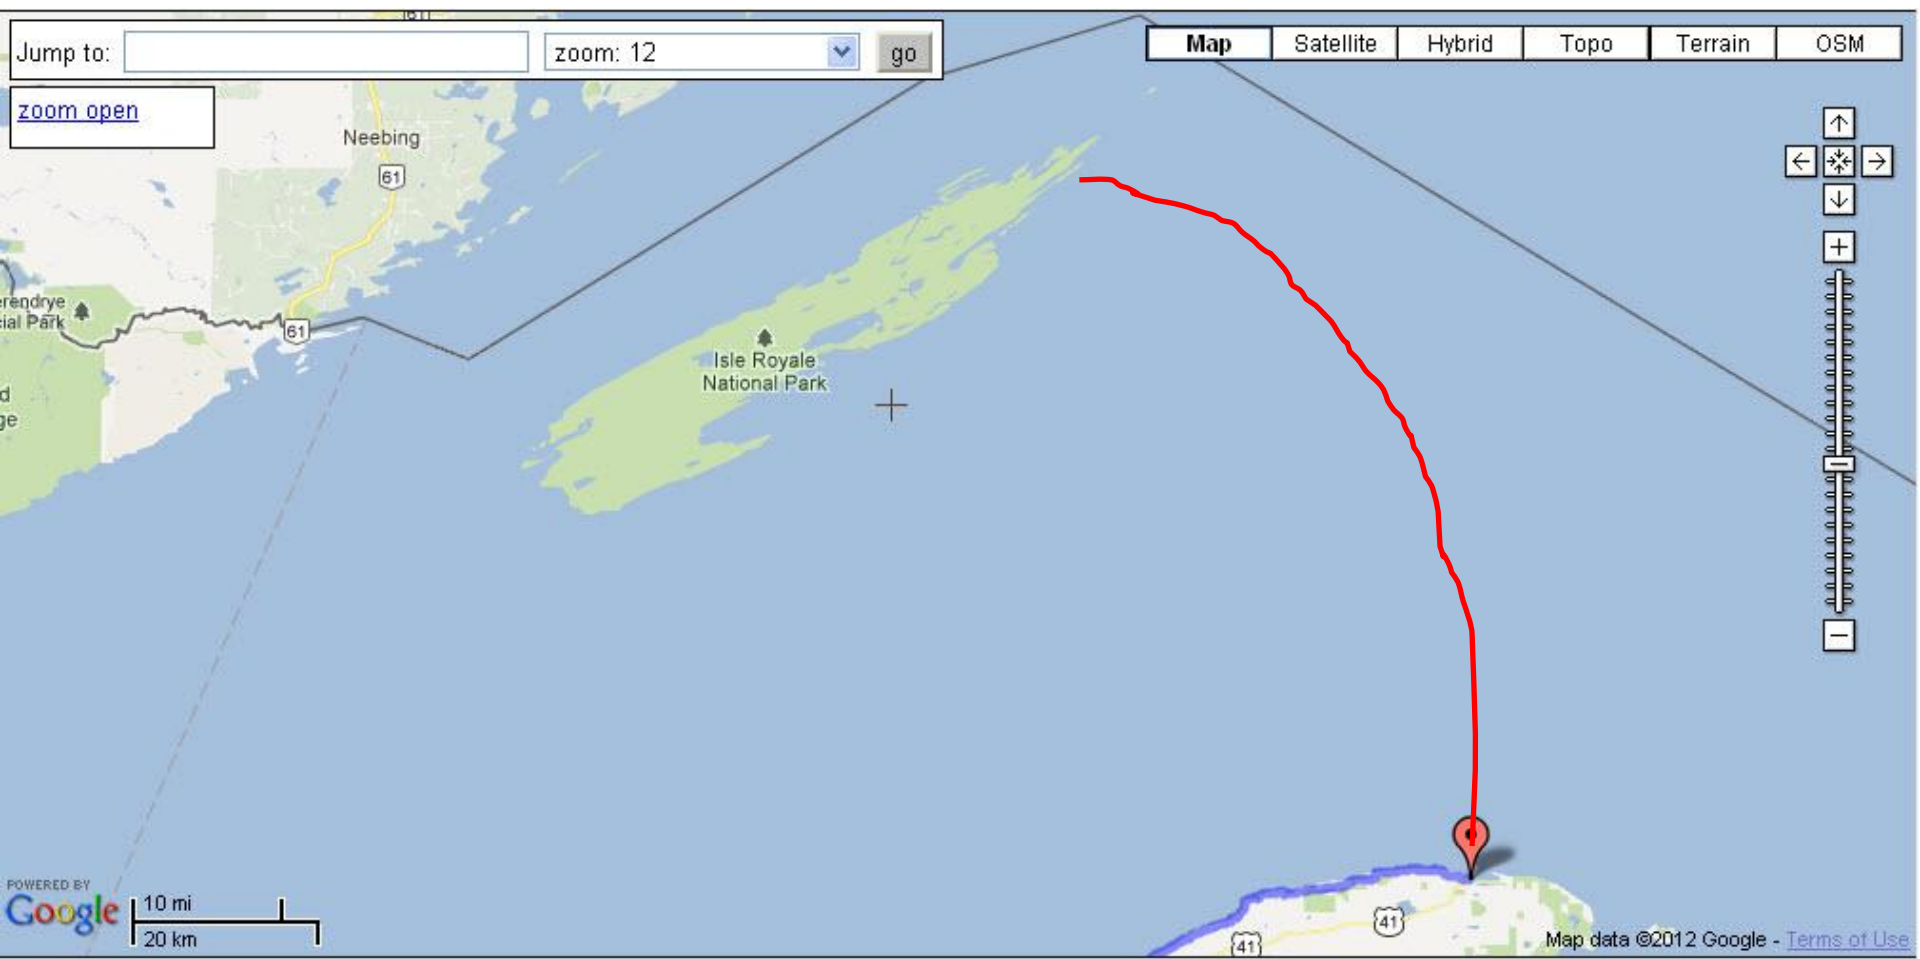 Jump to:
zoom: 12
go
Map
Satellite
Hybrid
Topo
Terrain
OSM
zoom open
Neebing
61
erendrye
cial Park
61
Isle Royale
National Park
d
ge
POWERED BY
Google
10 mi
20 km
41
41
Map data ©2012 Google - Terms of Use